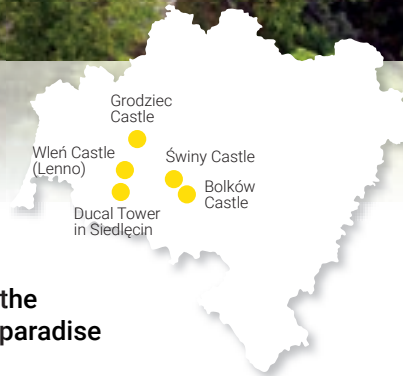 Grodziec
Castle
Wleń Castle
(Lenno)
Świny Castle
Bolków
Castle
Ducal Tower
in Siedlęcin
the
paradise